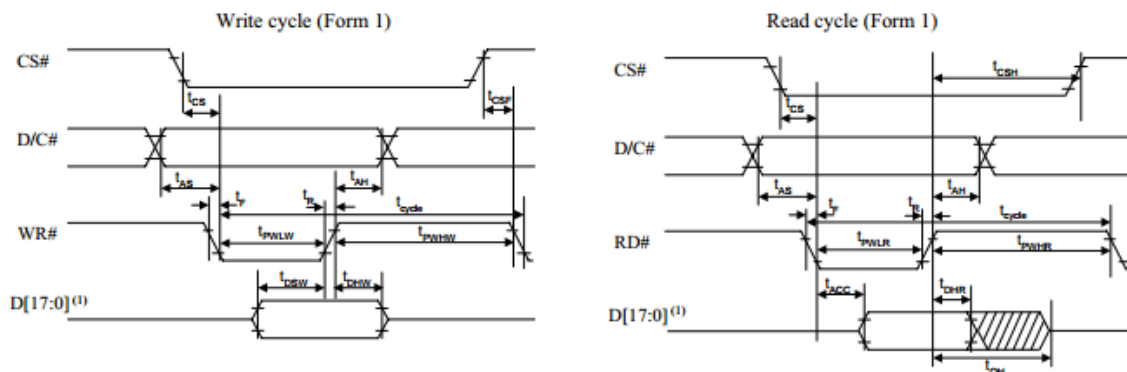 Write cycle (Form 1)
CS#
tCS
tCSF
D/C#
tAS
tF
tR
tAH
tcycle
WR#
tPWLW
tPWHW
tDSW
tDHW
D[17:0](1)
Read cycle (Form 1)
CS#
tCSH
tCS
D/C#
tAS
tF
tR
tAH
tcycle
RD#
tPWLR
tPWHR
tACC
tDHR
D[17:0](1)
tOH